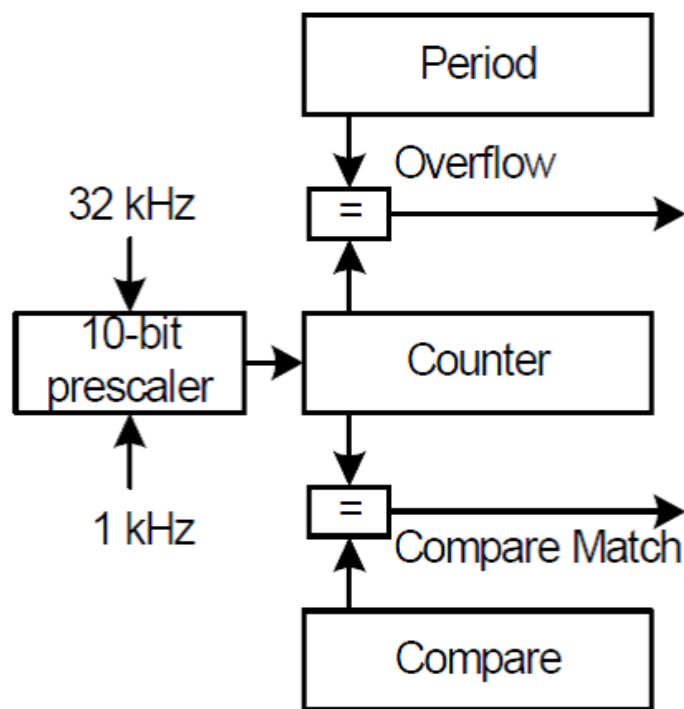 Period
Overflow
=
32 kHz
10-bit
prescaler
Counter
1 kHz
=
Compare Match
Compare